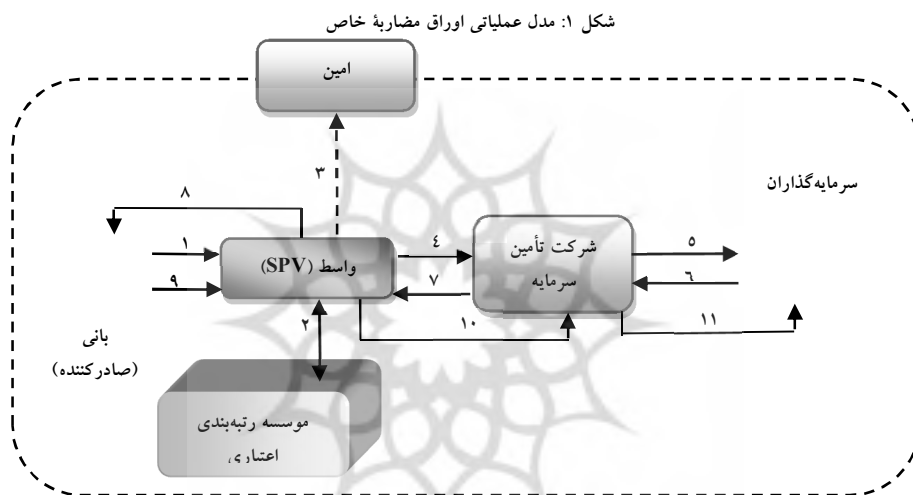 شکل ۱: مدل عملیاتی اوراق مضاربهٔ خاص
امین
۳
سرمایه‌گذاران
۸
۱
واسط (SPV)
۴
شرکت تأمین
سرمایه
۵
۹
۷
۶
۲
۱۰
۱۱
بانی
(صادرکننده)
موسسه رتبه‌بندی
اعتباری